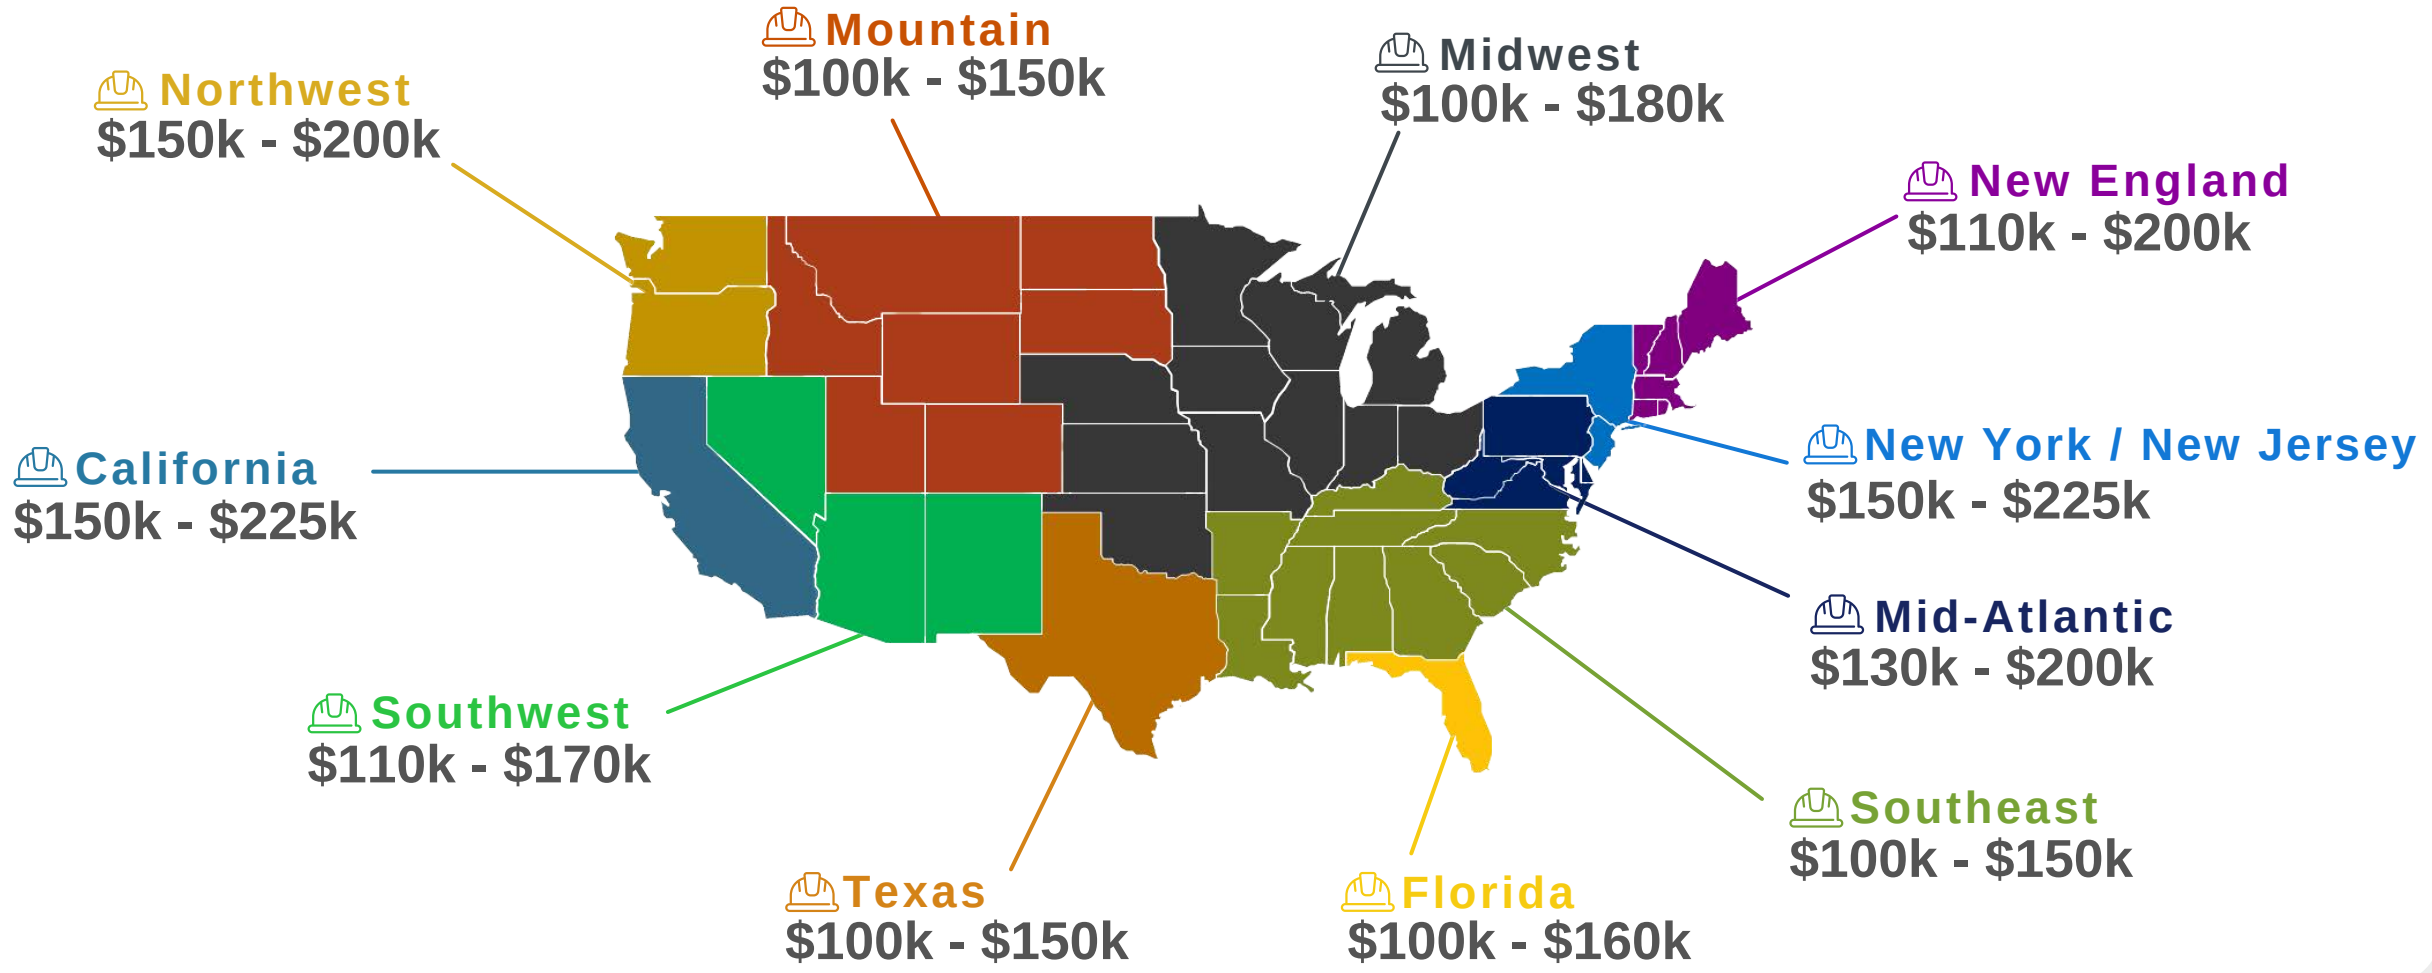 Mountain
$100k - $150k
Midwest
$100k - $180k
Northwest
$150k - $200k
New England
$110k - $200k
California
$150k - $225k
New York / New Jersey
$150k - $225k
Mid-Atlantic
$130k - $200k
Southwest
$110k - $170k
Southeast
$100k - $150k
Texas
$100k - $150k
Florida
$100k - $160k